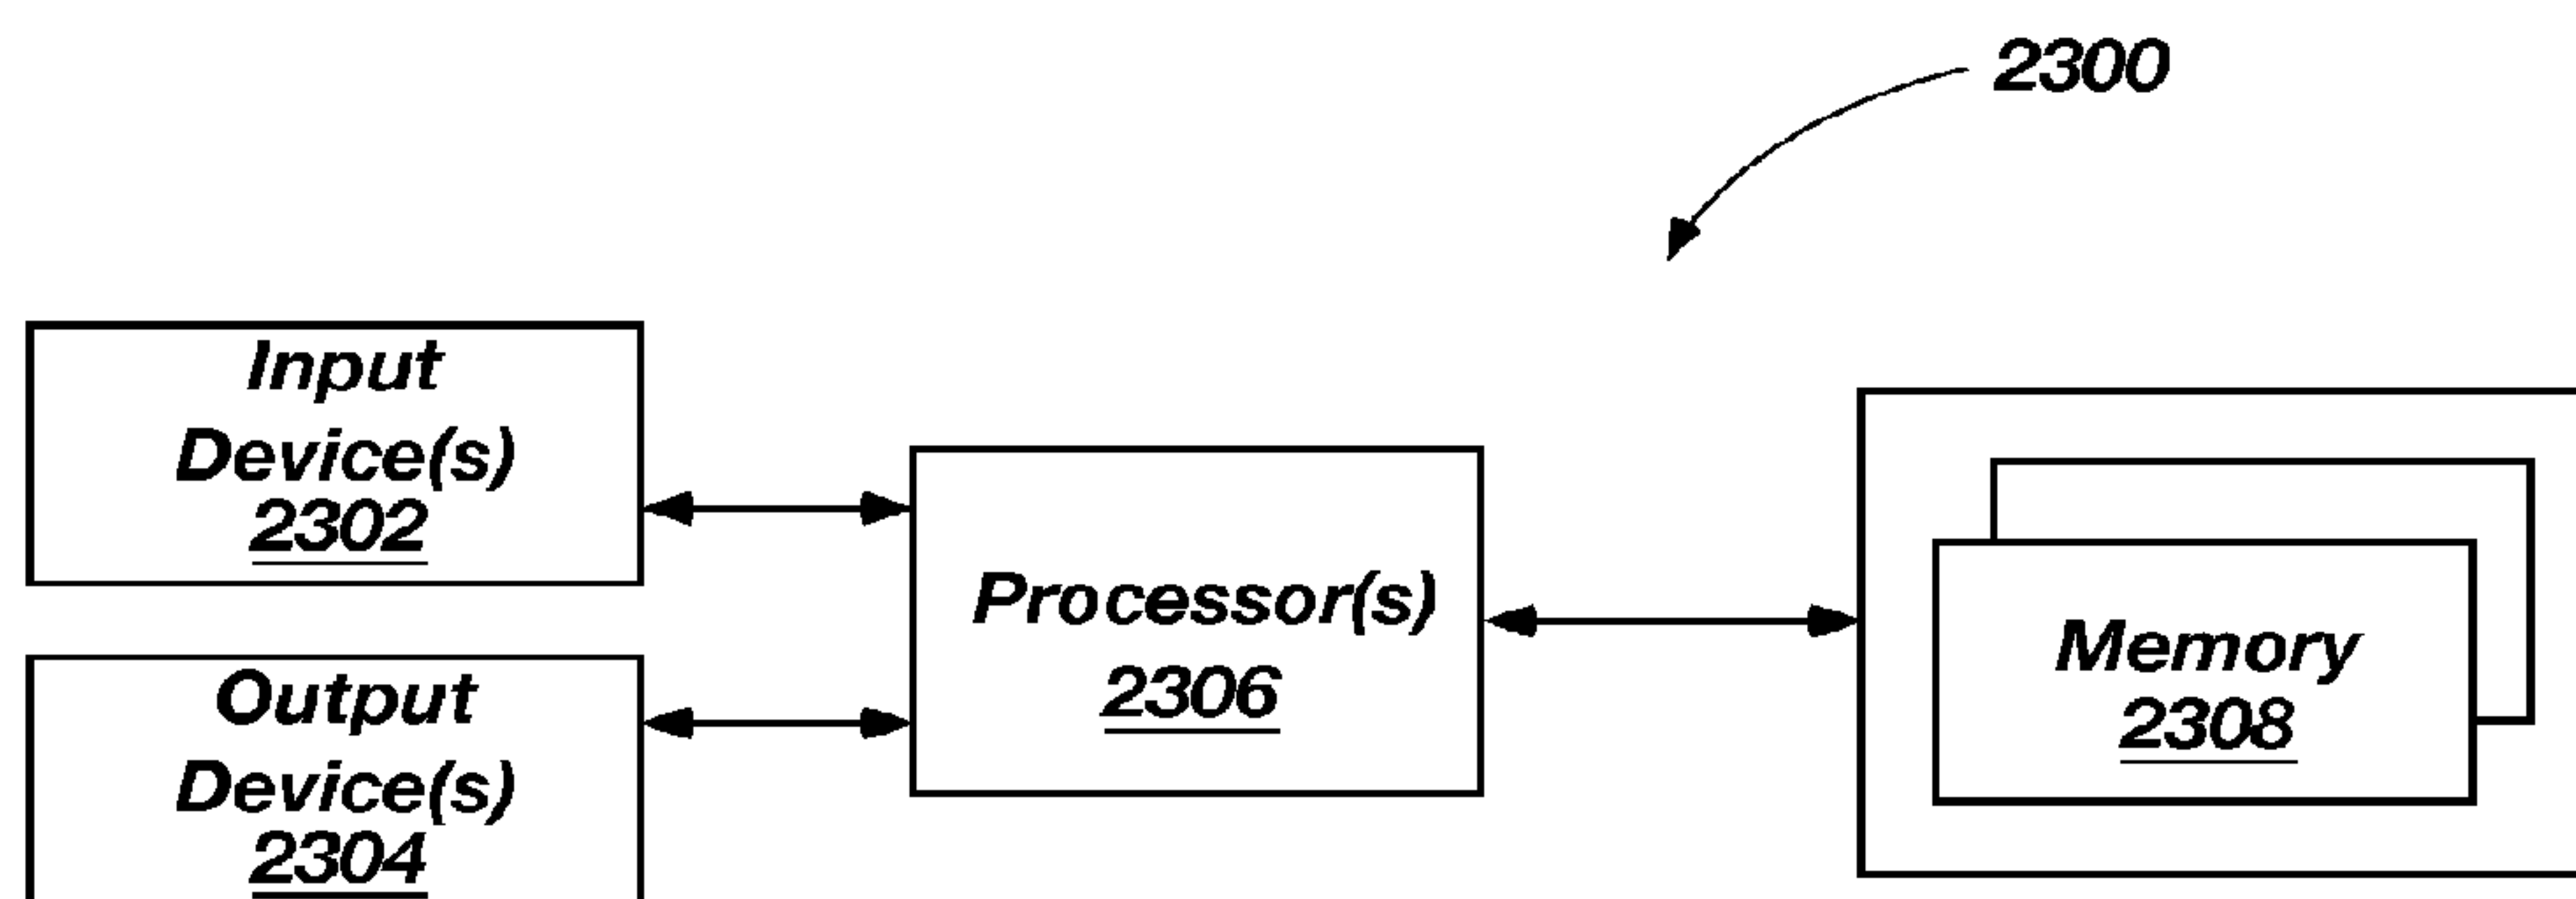 2300
Input
Device(s)
2302
Output
Device(s)
2304
Processor(s)
2306
Memory
2308